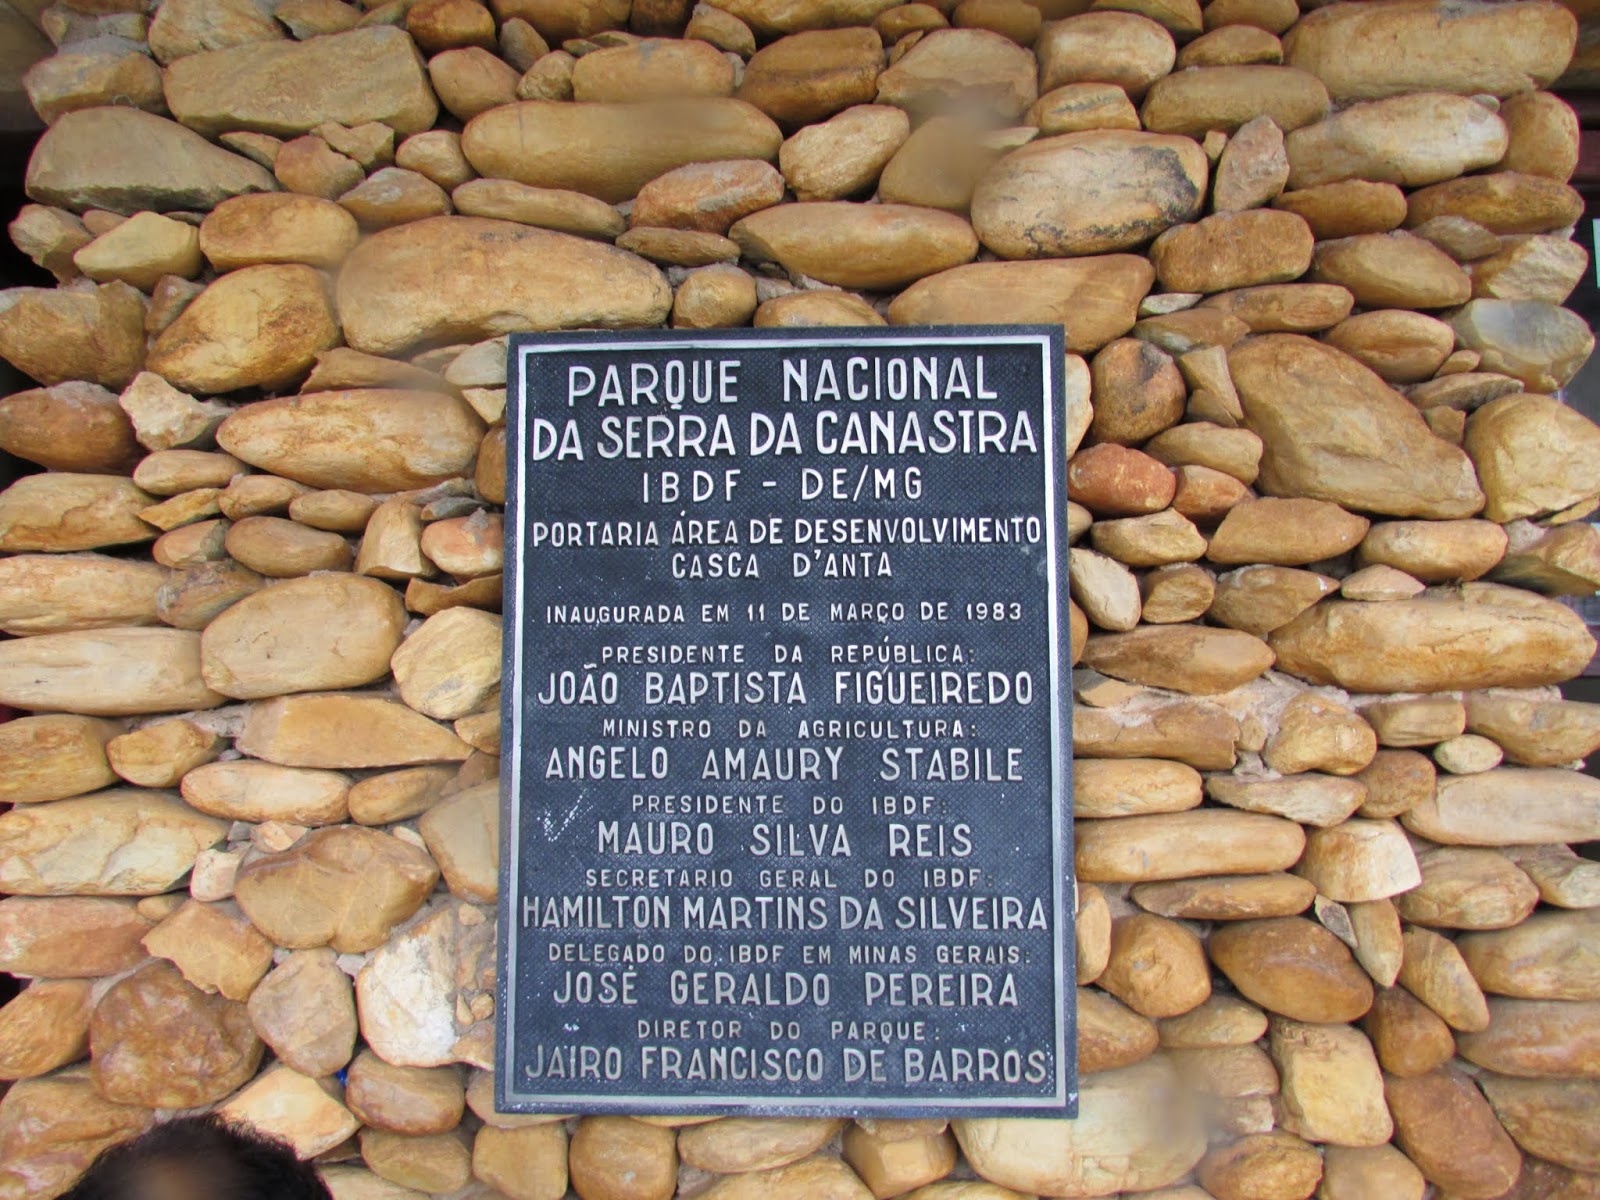 PARQUE NACIONAL
DA SERRA DA CANASTRA
IBDF - DE/MG
PORTARIA ÁREA DE DESENVOLVIMENTO
CASCA D'ANTA
INAUGURADA EM 11 DE MARÇO DE 1983
PRESIDENTE DA REPÚBLICA:
JOÃO BAPTISTA FIGUEIREDO
MINISTRO DA AGRICULTURA:
ANGELO AMAURY STABILE
PRESIDENTE DO IBDF:
MAURO SILVA REIS
SECRETARIO GERAL DO IBDF:
HAMILTON MARTINS DA SILVEIRA
DELEGADO DO IBDF EM MINAS GERAIS:
JOSÉ GERALDO PEREIRA
DIRETOR DO PARQUE:
JAIRO FRANCISCO DE BARROS